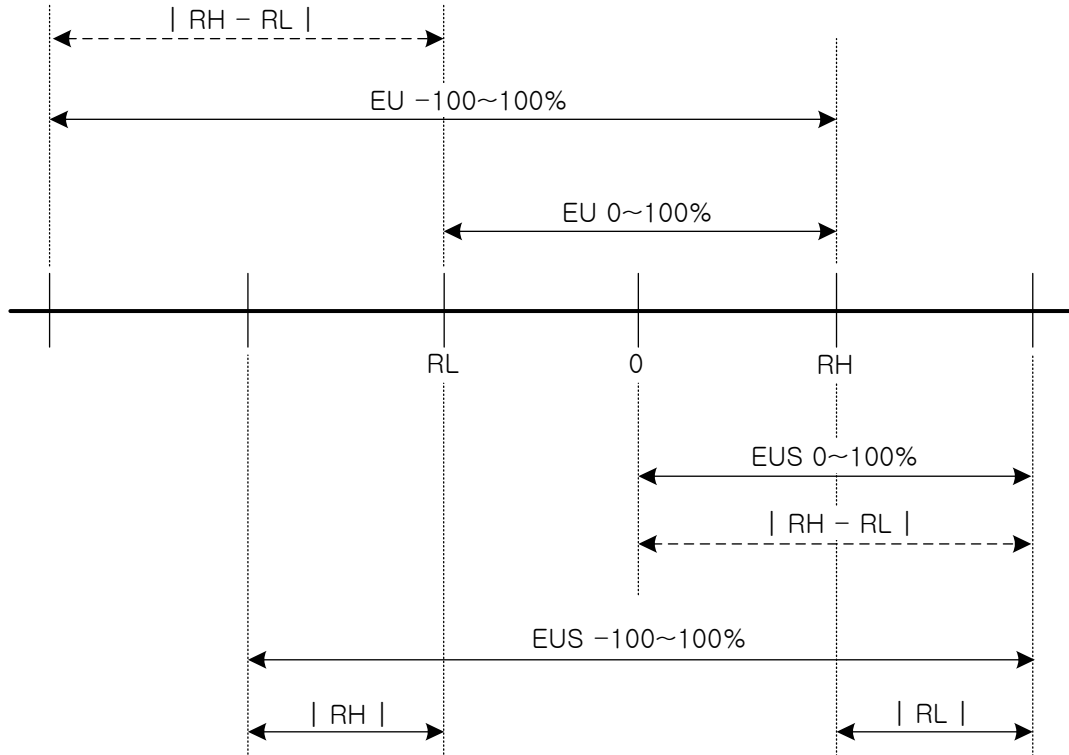 | RH - RL |
EU -100~100%
EU 0~100%
RL
0
RH
EUS 0~100%
| RH - RL |
EUS -100~100%
| RH |
| RL |